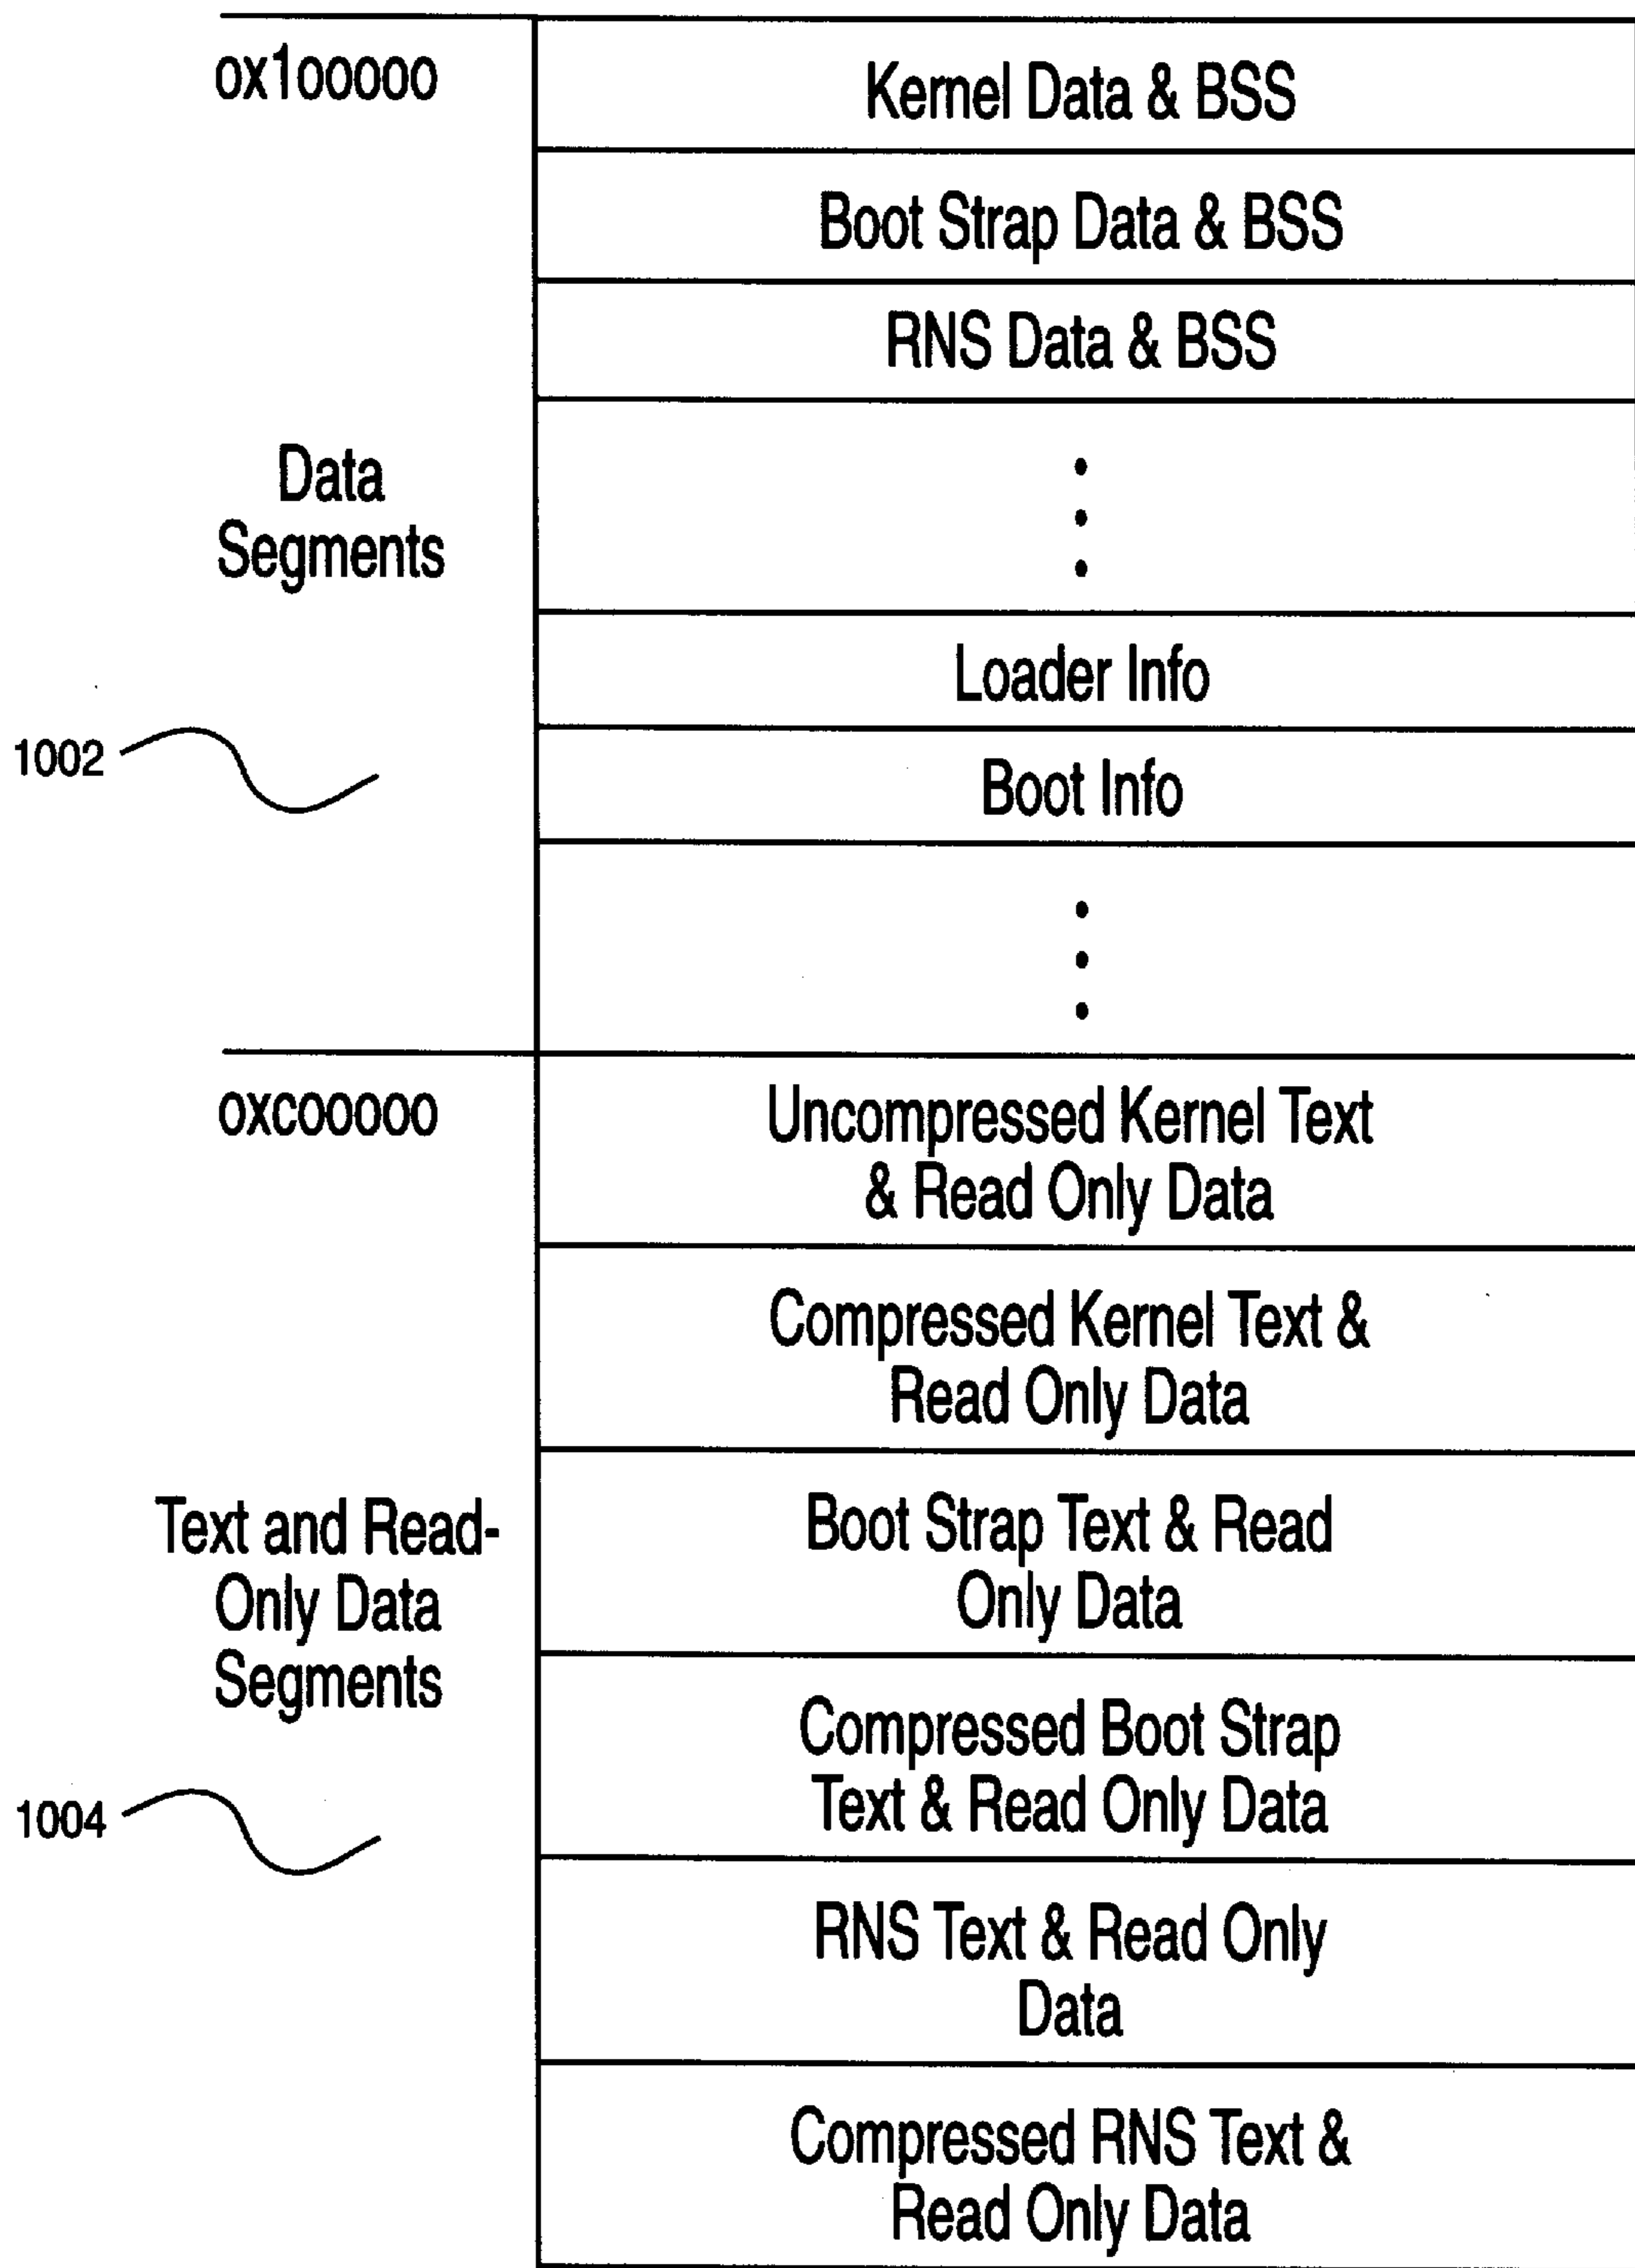 0x100000
Kernel Data & BSS
Boot Strap Data & BSS
RNS Data & BSS
Data
Segments
Loader Info
1002
Boot Info
0XC00000
Uncompressed Kernel Text
& Read Only Data
Compressed Kernel Text &
Read Only Data
Text and Read-
Only Data
Segments
Boot Strap Text & Read
Only Data
Compressed Boot Strap
Text & Read Only Data
1004
RNS Text & Read Only
Data
Compressed RNS Text &
Read Only Data